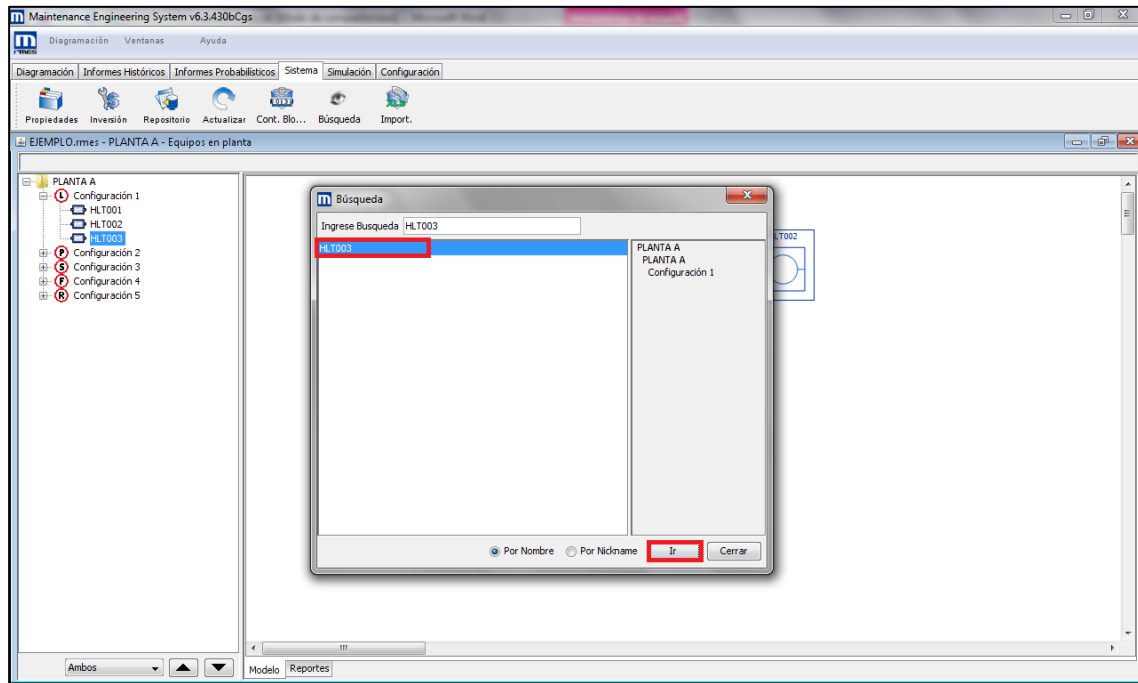 Maintenance Engineering System v6.3.430bCgs
rmes
Diagramación Ventanas Ayuda
Diagramación Informes Históricos Informes Probabilísticos Sistema Simulación Configuración
Propiedades Inversión Repositorio Actualizar Cont. Blo... Búsqueda Import.
EJEMPLO.rmes - PLANTA A - Equipos en planta
PLANTA A
L Configuración 1
HLT001
HLT002
HLT003
P Configuración 2
S Configuración 3
F Configuración 4
R Configuración 5
Búsqueda
Ingrese Busqueda HLT003
HLT003
PLANTA A
PLANTA A
Configuración 1
LT002
Por Nombre Por Nickname Ir Cerrar
Ambos
Modelo Reportes